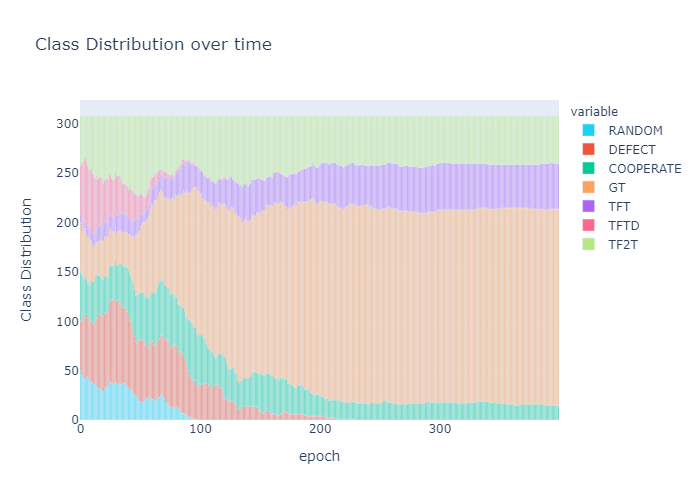 Class Distribution over time
variable
RANDOM
DEFECT
COOPERATE
GT
TFT
TFTD
TF2T
Class Distribution
300
250
200
150
100
50
0
0 100 200 300
epoch